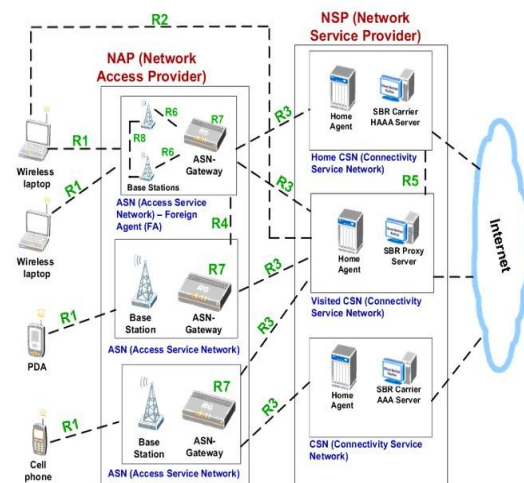 R2
NSP (Network
Service Provider)
NAP (Network
Access Provider)
R1
Wireless
laptop
R6
R7
R8
R6
ASN-
Gateway
Base Stations
ASN (Access Service
Network) – Foreign
Agent (FA)
R3
Home
Agent
SBR Carrier
HAAA Server
Home CSN (Connectivity
Service Network)
R1
Wireless
laptop
R4
R3
R5
Internet
Home
Agent
SBR Proxy
Server
Visited CSN (Connectivity
Service Network)
R7
R3
R1
PDA
Base
Station
ASN-
Gateway
ASN (Access Service Network)
R3
R7
R1
Cell
phone
Base
Station
ASN-
Gateway
ASN (Access Service Network)
R3
Home
Agent
SBR Carrier
AAA Server
CSN (Connectivity Service
Network)